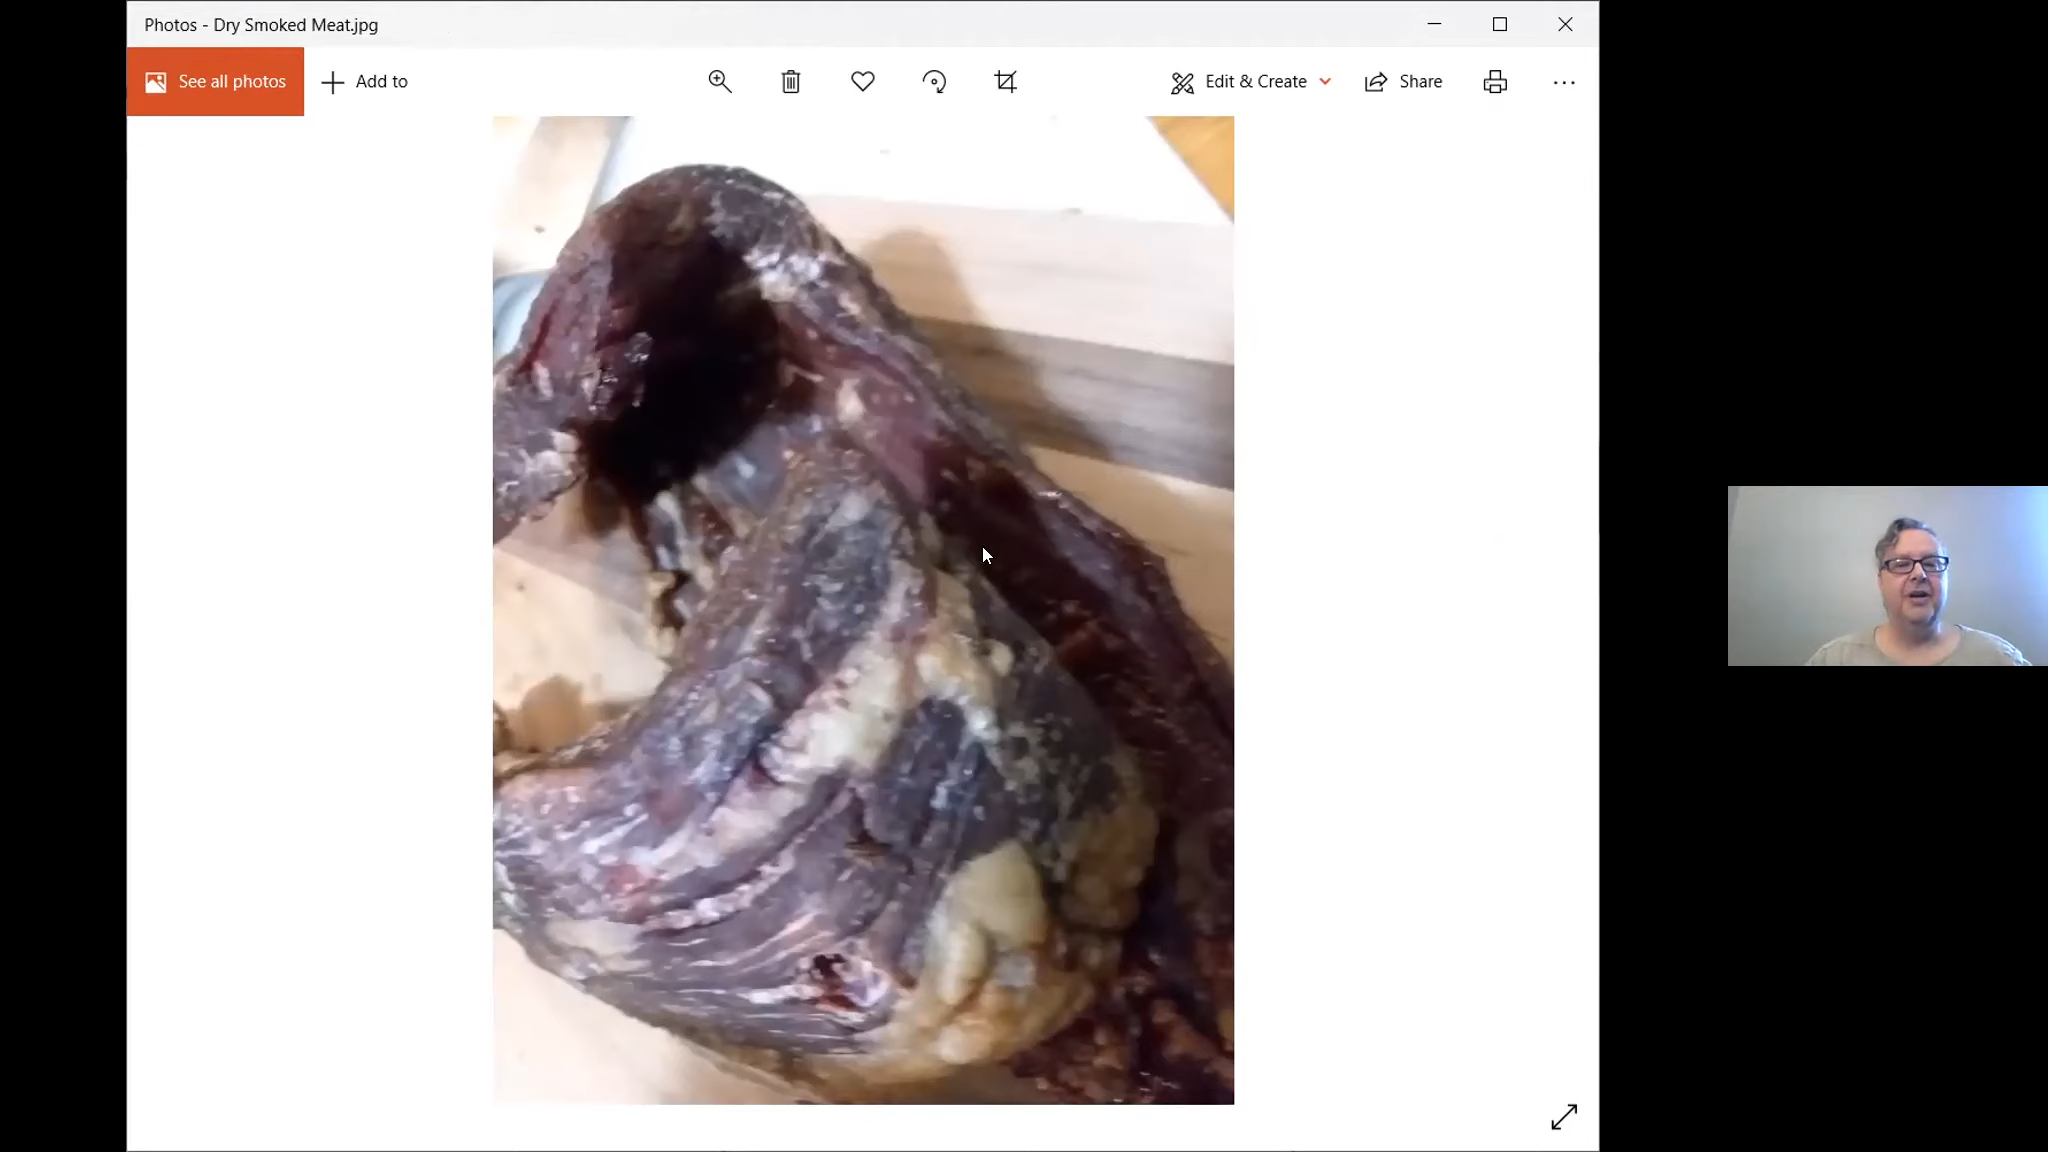 Photos - Dry Smoked Meat.jpg
See all photos
Add to
Edit & Create
Share